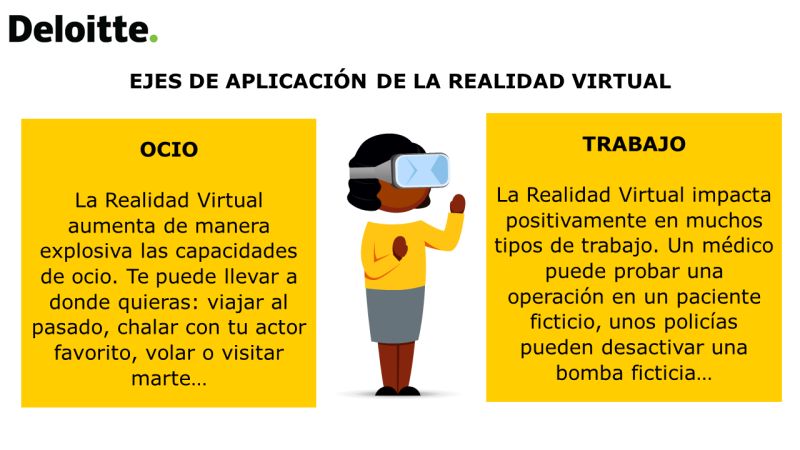 Deloitte.
EJES DE APLICACIÓN DE LA REALIDAD VIRTUAL
OCIO
La Realidad Virtual
aumenta de manera
explosiva las capacidades
de ocio. Te puede llevar a
donde quieras: viajar al
pasado, chalar con tu actor
favorito, volar o visitar
marte…
TRABAJO
La Realidad Virtual impacta
positivamente en muchos
tipos de trabajo. Un médico
puede probar una
operación en un paciente
ficticio, unos policías
pueden desactivar una
bomba ficticia…